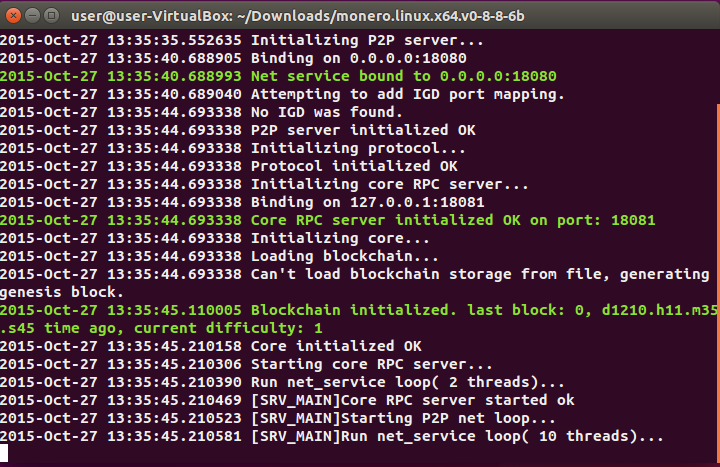 user@user-VirtualBox: ~/Downloads/monero.linux.x64.v0-8-8-6b
2015-Oct-27 13:35:35.552635 Initializing P2P server...
2015-Oct-27 13:35:40.688905 Binding on 0.0.0.0:18080
2015-Oct-27 13:35:40.688993 Net service bound to 0.0.0.0:18080
2015-Oct-27 13:35:40.689040 Attempting to add IGD port mapping.
2015-Oct-27 13:35:44.693338 No IGD was found.
2015-Oct-27 13:35:44.693338 P2P server initialized OK
2015-Oct-27 13:35:44.693338 Initializing protocol...
2015-Oct-27 13:35:44.693338 Protocol initialized OK
2015-Oct-27 13:35:44.693338 Initializing core RPC server...
2015-Oct-27 13:35:44.693338 Binding on 127.0.0.1:18081
2015-Oct-27 13:35:44.693338 Core RPC server initialized OK on port: 18081
2015-Oct-27 13:35:44.693338 Initializing core...
2015-Oct-27 13:35:44.693338 Loading blockchain...
2015-Oct-27 13:35:44.693338 Can't load blockchain storage from file, generating
genesis block.
2015-Oct-27 13:35:45.110005 Blockchain initialized. last block: 0, d1210.h11.m35
.s45 time ago, current difficulty: 1
2015-Oct-27 13:35:45.210158 Core initialized OK
2015-Oct-27 13:35:45.210306 Starting core RPC server...
2015-Oct-27 13:35:45.210390 Run net_service loop( 2 threads)...
2015-Oct-27 13:35:45.210469 [SRV_MAIN]Core RPC server started ok
2015-Oct-27 13:35:45.210523 [SRV_MAIN]Starting P2P net loop...
2015-Oct-27 13:35:45.210581 [SRV_MAIN]Run net_service loop( 10 threads)...